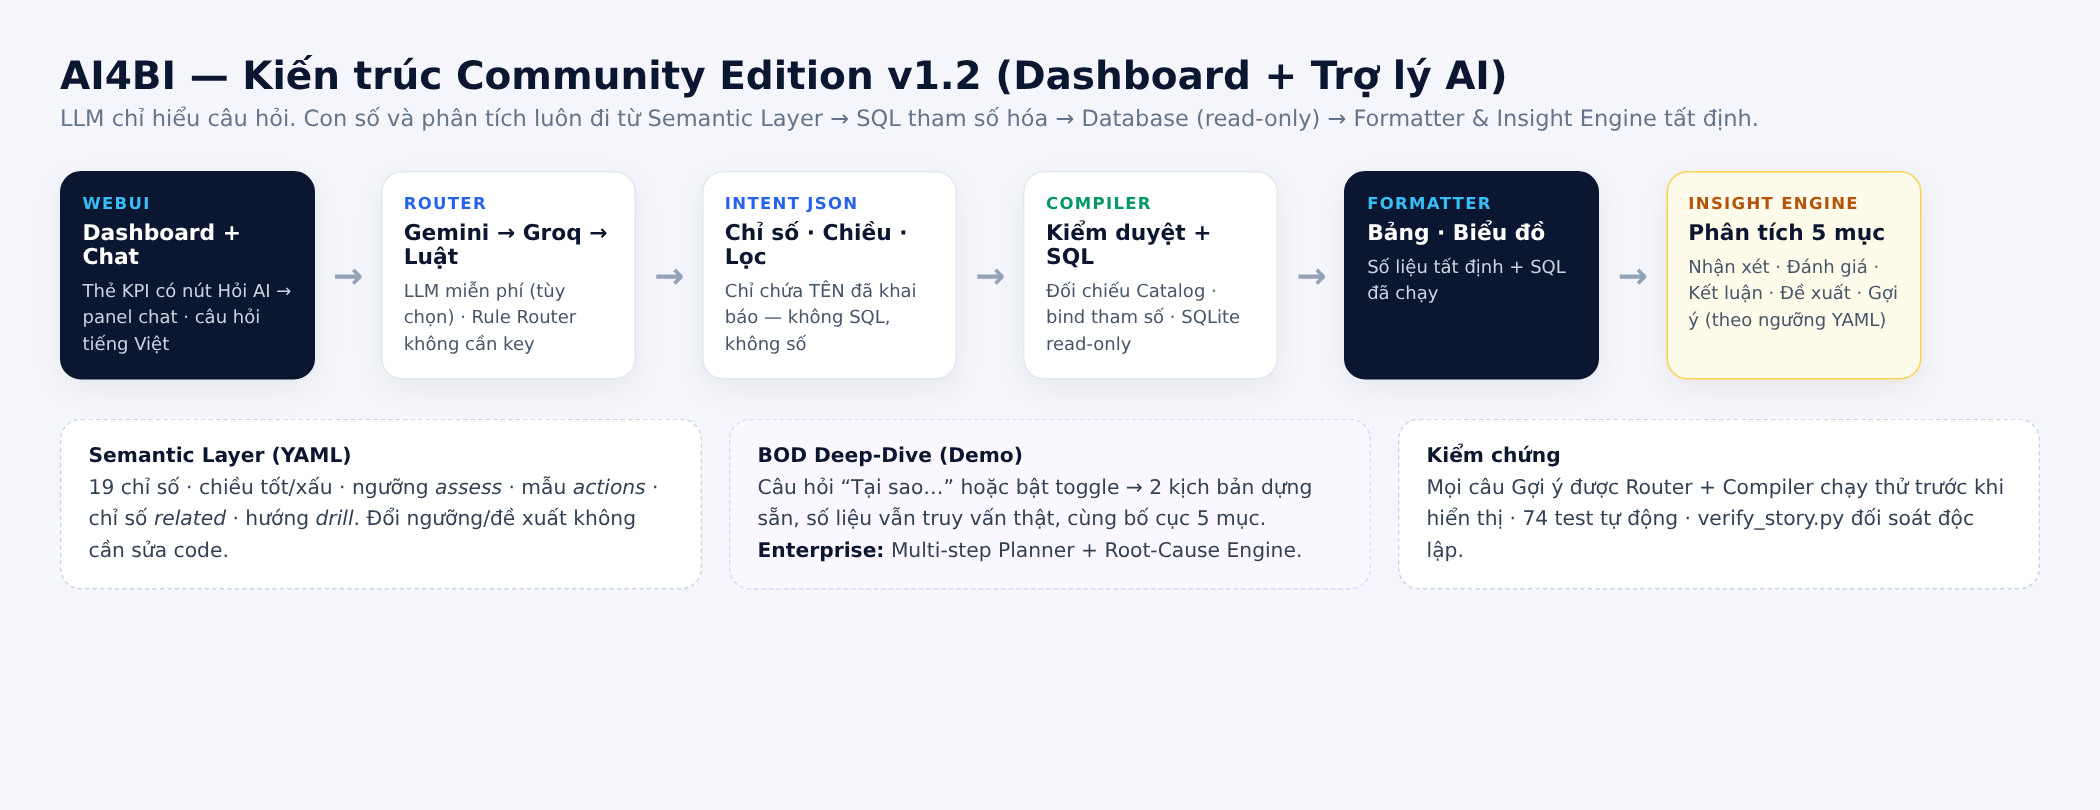 AI4BI — Kiến trúc Community Edition v1.2 (Dashboard + Trợ lý AI)
LLM chỉ hiểu câu hỏi. Con số và phân tích luôn đi từ Semantic Layer → SQL tham số hóa → Database (read-only) → Formatter & Insight Engine tất định.
WEBUI
Dashboard +
Chat
Thẻ KPI có nút Hỏi AI →
panel chat · câu hỏi
tiếng Việt
→
ROUTER
Gemini → Groq →
Luật
LLM miễn phí (tùy
chọn) · Rule Router
không cần key
→
INTENT JSON
Chỉ số · Chiều ·
Lọc
Chỉ chứa TÊN đã khai
báo — không SQL,
không số
→
COMPILER
Kiểm duyệt +
SQL
Đối chiếu Catalog ·
bind tham số · SQLite
read-only
→
FORMATTER
Bảng · Biểu đồ
Số liệu tất định + SQL
đã chạy
→
INSIGHT ENGINE
Phân tích 5 mục
Nhận xét · Đánh giá ·
Kết luận · Đề xuất · Gợi
ý (theo ngưỡng YAML)
Semantic Layer (YAML)
19 chỉ số · chiều tốt/xấu · ngưỡng assess · mẫu actions ·
chỉ số related · hướng drill. Đổi ngưỡng/đề xuất không
cần sửa code.
BOD Deep-Dive (Demo)
Câu hỏi “Tại sao…” hoặc bật toggle → 2 kịch bản dựng
sẵn, số liệu vẫn truy vấn thật, cùng bố cục 5 mục.
Enterprise: Multi-step Planner + Root-Cause Engine.
Kiểm chứng
Mọi câu Gợi ý được Router + Compiler chạy thử trước khi
hiển thị · 74 test tự động · verify_story.py đối soát độc
lập.